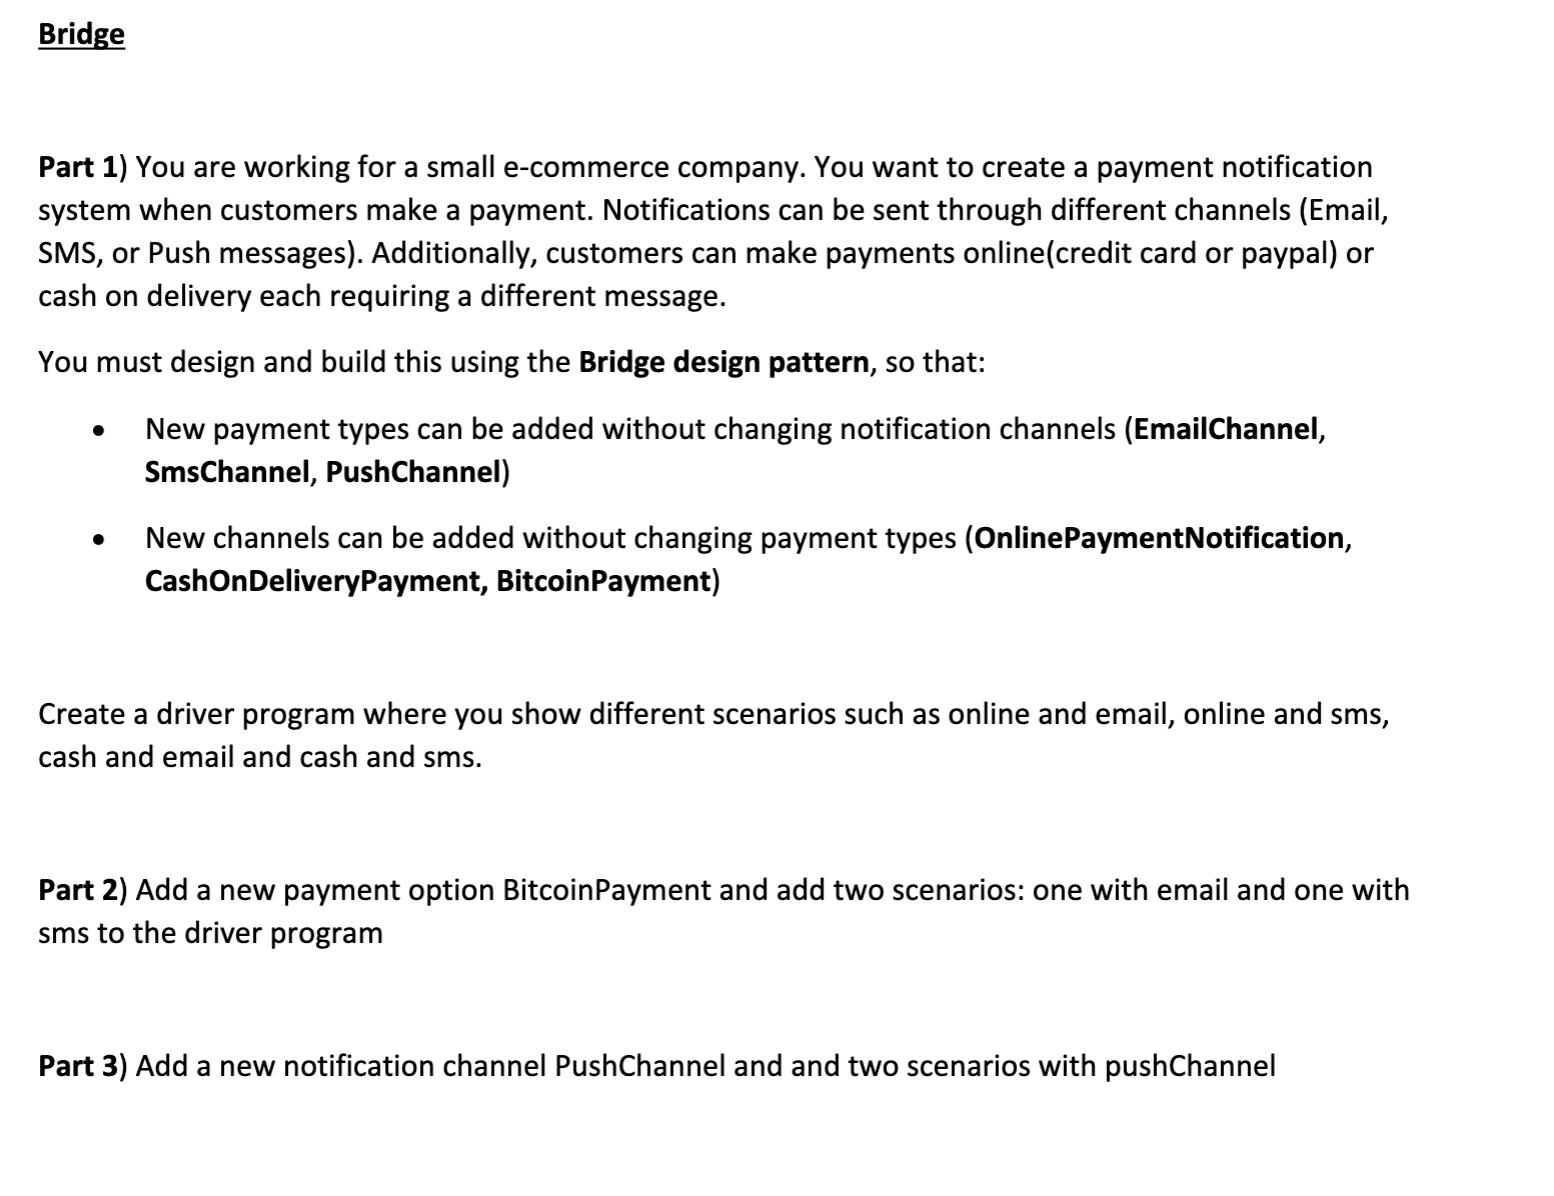 Bridge
Part 1) You are working for a small e-commerce company. You want to create a payment notification
system when customers make a payment. Notifications can be sent through different channels (Email,
SMS, or Push messages). Additionally, customers can make payments online(credit card or paypal) or
cash on delivery each requiring a different message.
You must design and build this using the Bridge design pattern, so that:
• New payment types can be added without changing notification channels (EmailChannel,
SmsChannel, PushChannel)
• New channels can be added without changing payment types (OnlinePaymentNotification,
CashOnDeliveryPayment, BitcoinPayment)
Create a driver program where you show different scenarios such as online and email, online and sms,
cash and email and cash and sms.
Part 2) Add a new payment option BitcoinPayment and add two scenarios: one with email and one with
sms to the driver program
Part 3) Add a new notification channel PushChannel and and two scenarios with pushChannel